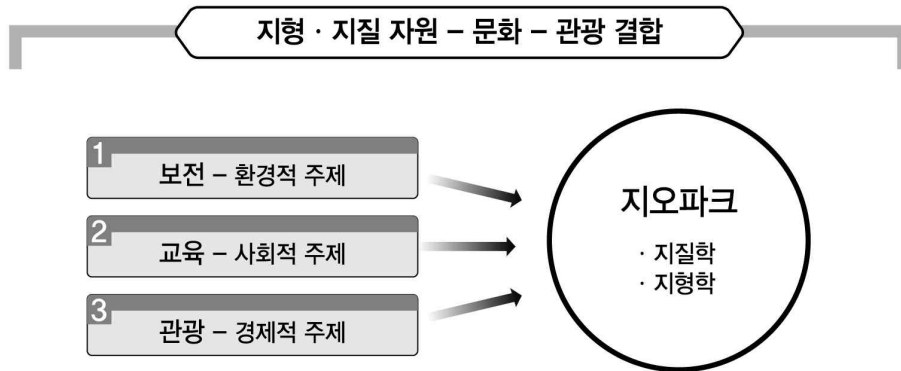 지형 · 지질 자원 – 문화 – 관광 결합
1
보전 – 환경적 주제
2
교육 – 사회적 주제
3
관광 – 경제적 주제
지오파크
· 지질학
· 지형학